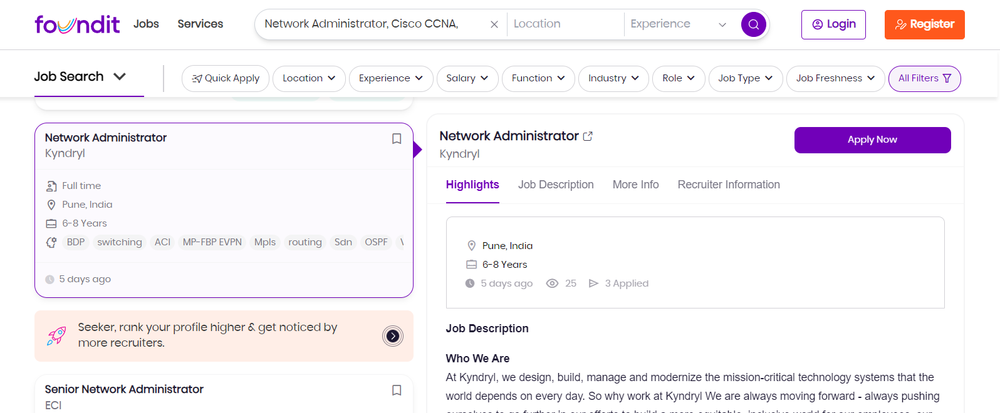 foundit
Jobs
Services
Network Administrator, Cisco CCNA,
Location
Experience
Login
Register
Job Search
Quick Apply
Location
Experience
Salary
Function
Industry
Role
Job Type
Job Freshness
All Filters
Network Administrator
Kyndryl
Full time
Pune, India
6-8 Years
BDP switching ACI MP-FBP EVPN Mpls routing Sdn OSPF
5 days ago
Seeker, rank your profile higher & get noticed by
more recruiters.
Senior Network Administrator
ECI
Network Administrator
Kyndryl
Apply Now
Highlights
Job Description
More Info
Recruiter Information
Pune, India
6-8 Years
5 days ago 25 3 Applied
Job Description
Who We Are
At Kyndryl, we design, build, manage and modernize the mission-critical technology systems that the
world depends on every day. So why work at Kyndryl We are always moving forward - always pushing